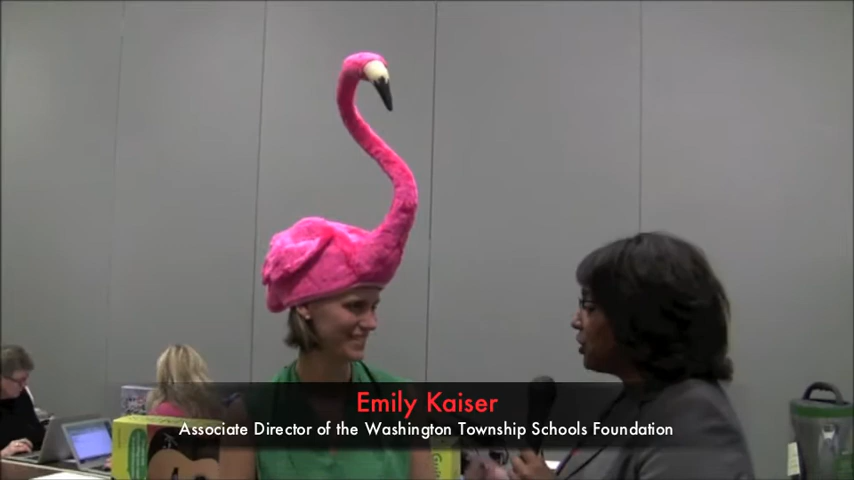 Emily Kaiser
Associate Director of the Washington Township Schools Foundation